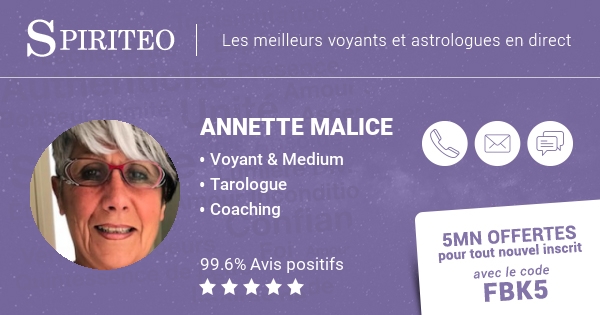 SPIRITEO
Les meilleurs voyants et astrologues en direct
ANNETTE MALICE
• Voyant & Medium
• Tarologue
• Coaching
99.6% Avis positifs
5MN OFFERTES
pour tout nouvel inscrit
avec le code
FBK5